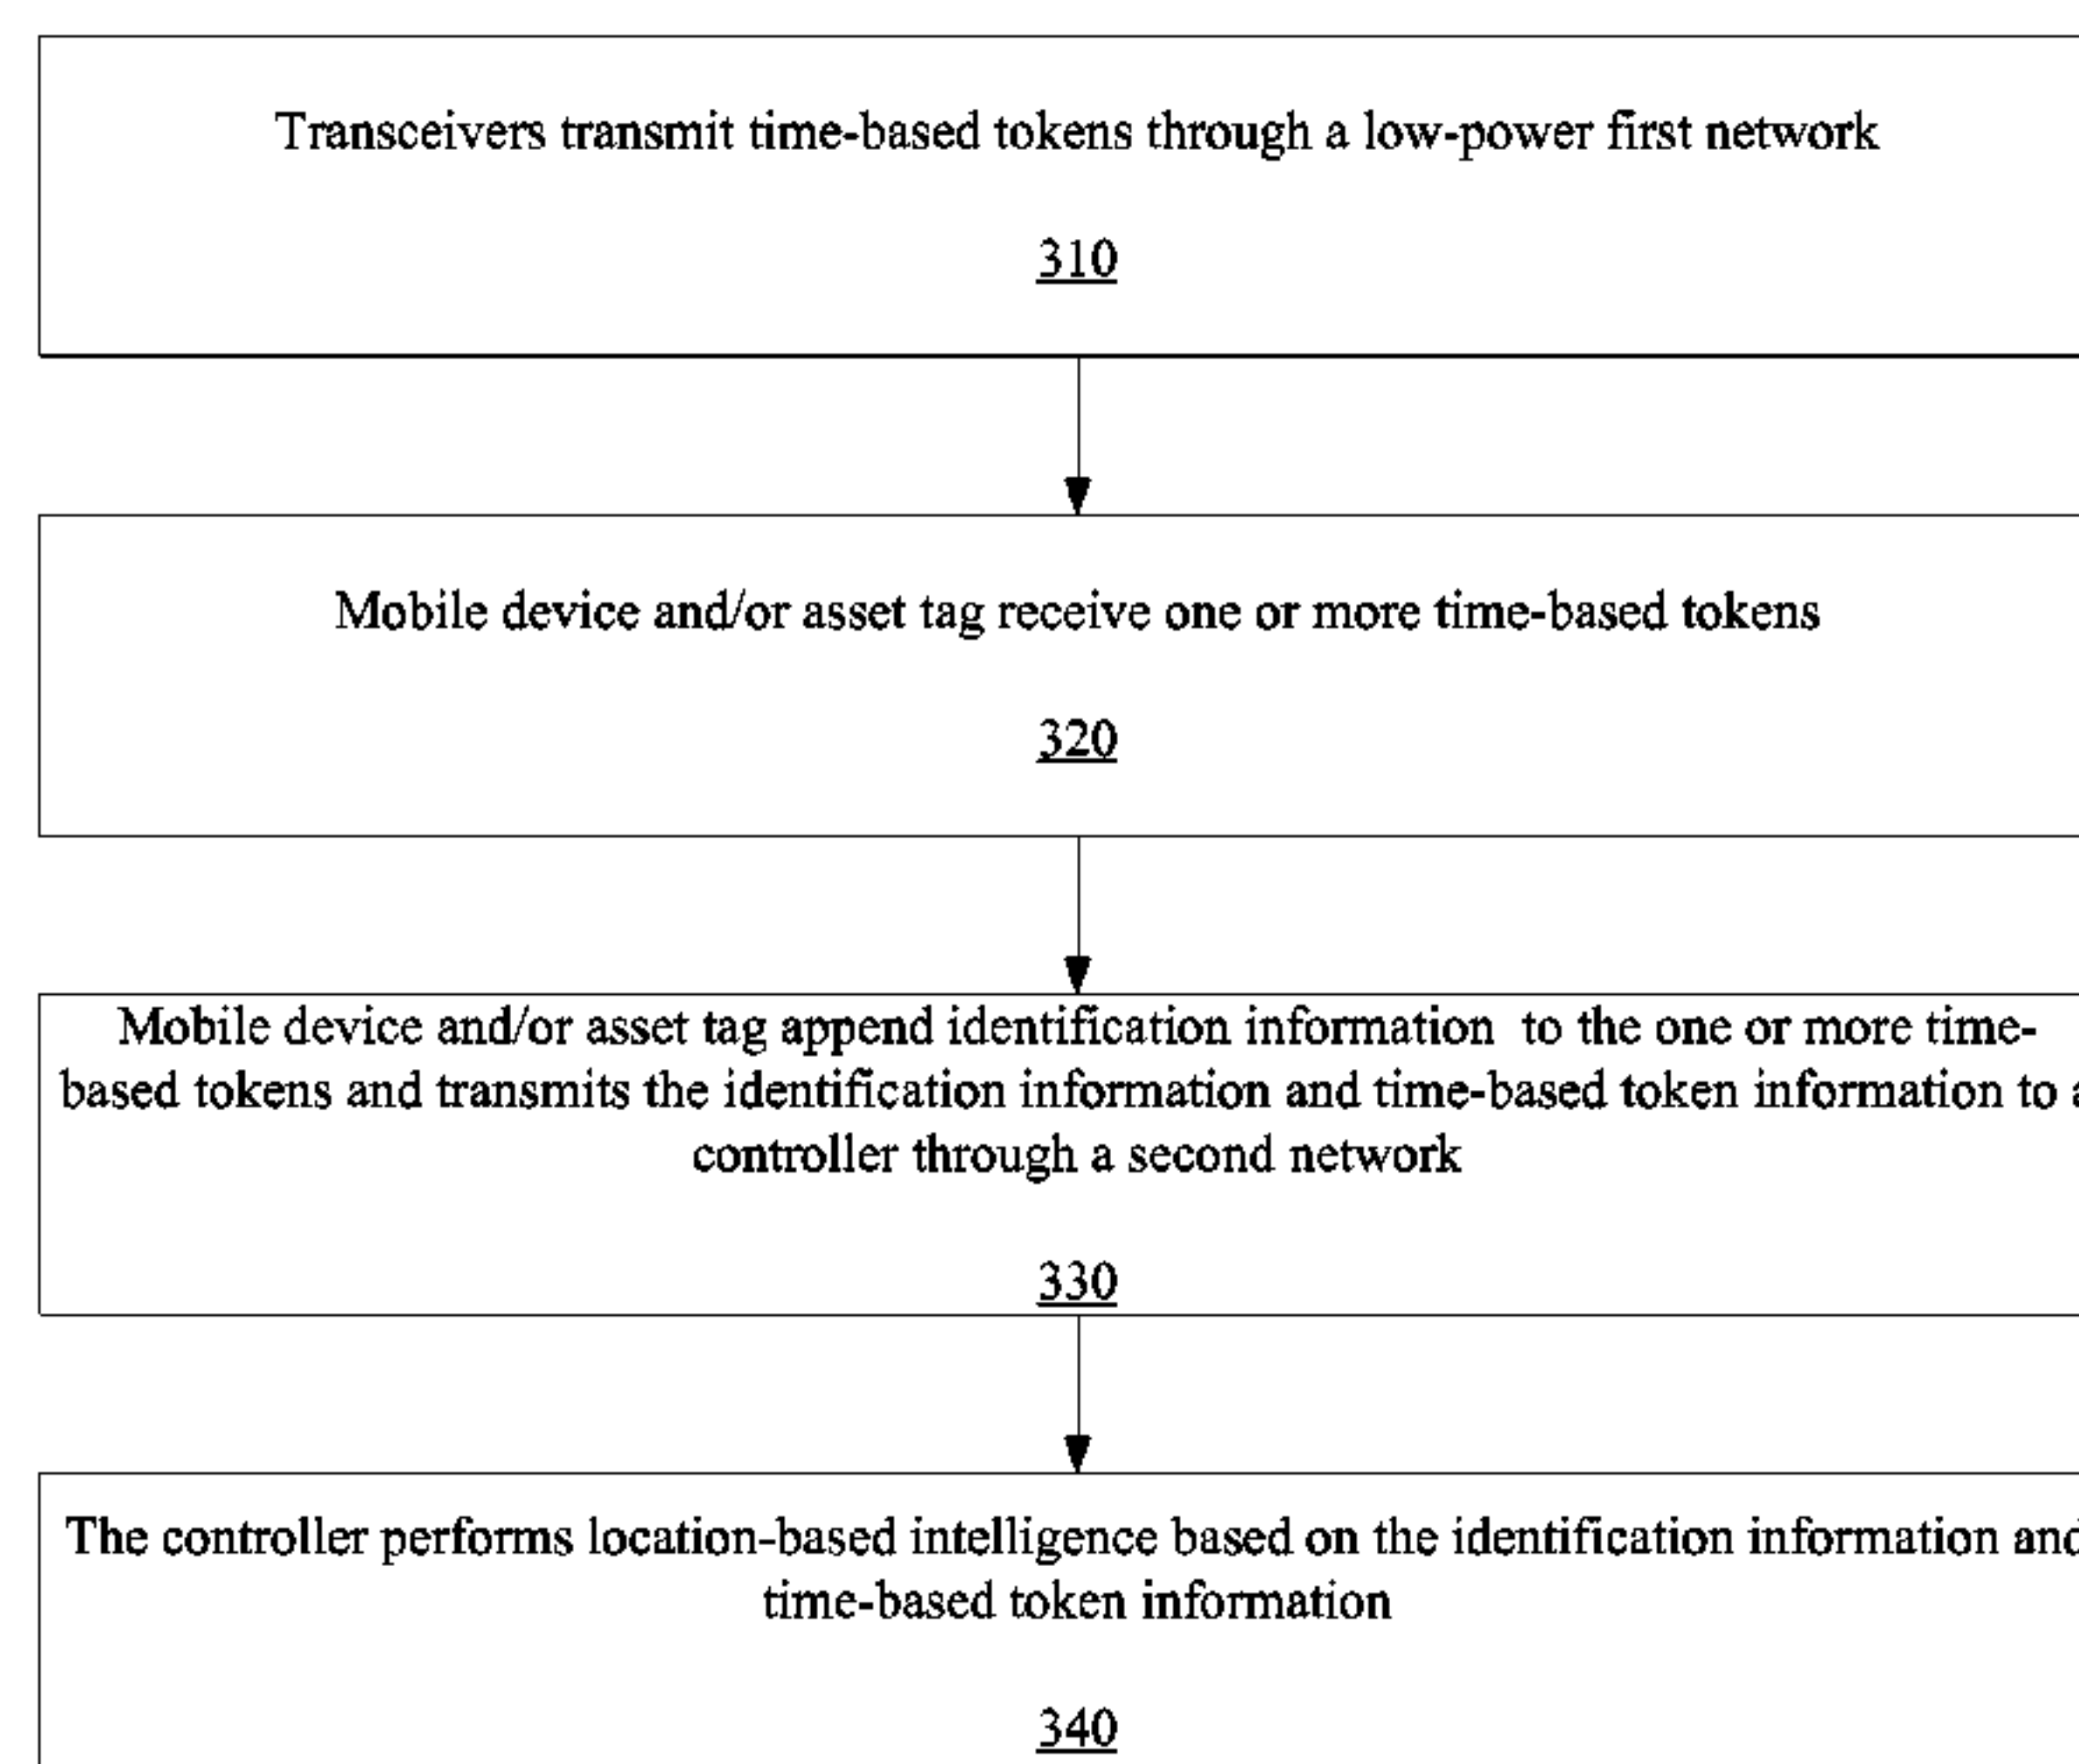 Transceivers transmit time-based tokens through a low-power first network
310
Mobile device and/or asset tag receive one or more time-based tokens
320
Mobile device and/or asset tag append identification information to the one or more time-
based tokens and transmits the identification information and time-based token information to a
controller through a second network
330
The controller performs location-based intelligence based on the identification information and
time-based token information
340